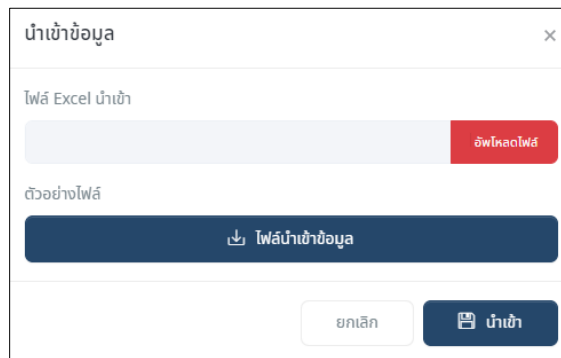 นำเข้าข้อมูล
ไฟล์ Excel นำเข้า
อัพโหลดไฟล์
ตัวอย่างไฟล์
ไฟล์นำเข้าข้อมูล
ยกเลิก
นำเข้า